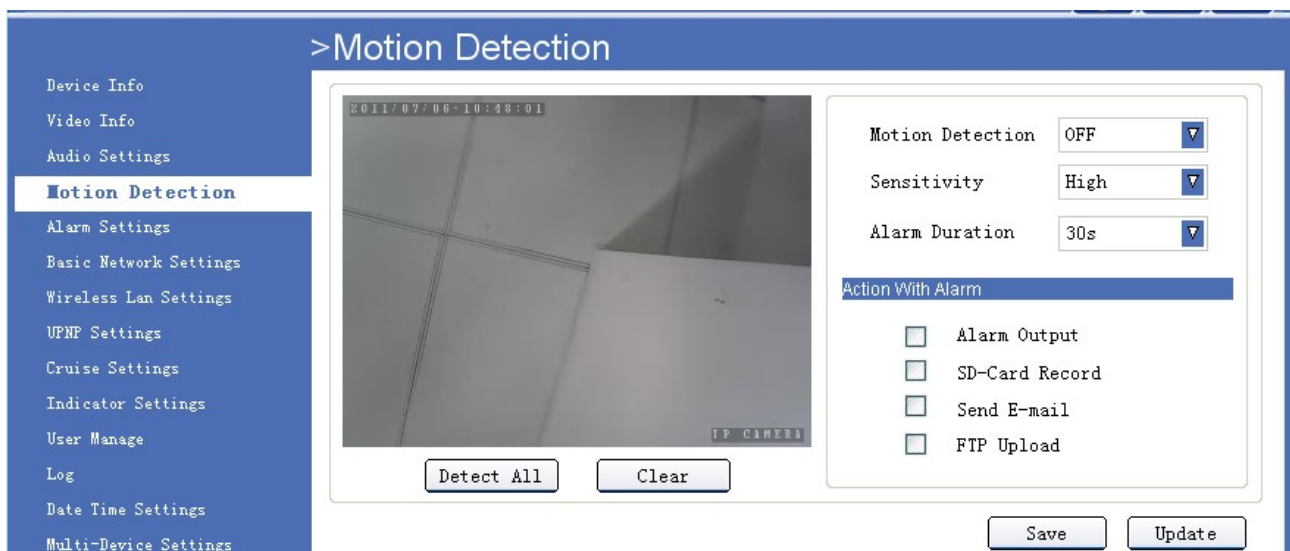 >Motion Detection
Device Info
Video Info
Audio Settings
Motion Detection
Alarm Settings
Basic Network Settings
Wireless Lan Settings
UPNP Settings
Cruise Settings
Indicator Settings
User Manage
Log
Date Time Settings
Multi-Device Settings
2011/07/06-10:48:01
IP CAMERA
Detect All
Clear
Motion Detection OFF
Sensitivity High
Alarm Duration 30s
Action With Alarm
Alarm Output
SD-Card Record
Send E-mail
FTP Upload
Save
Update